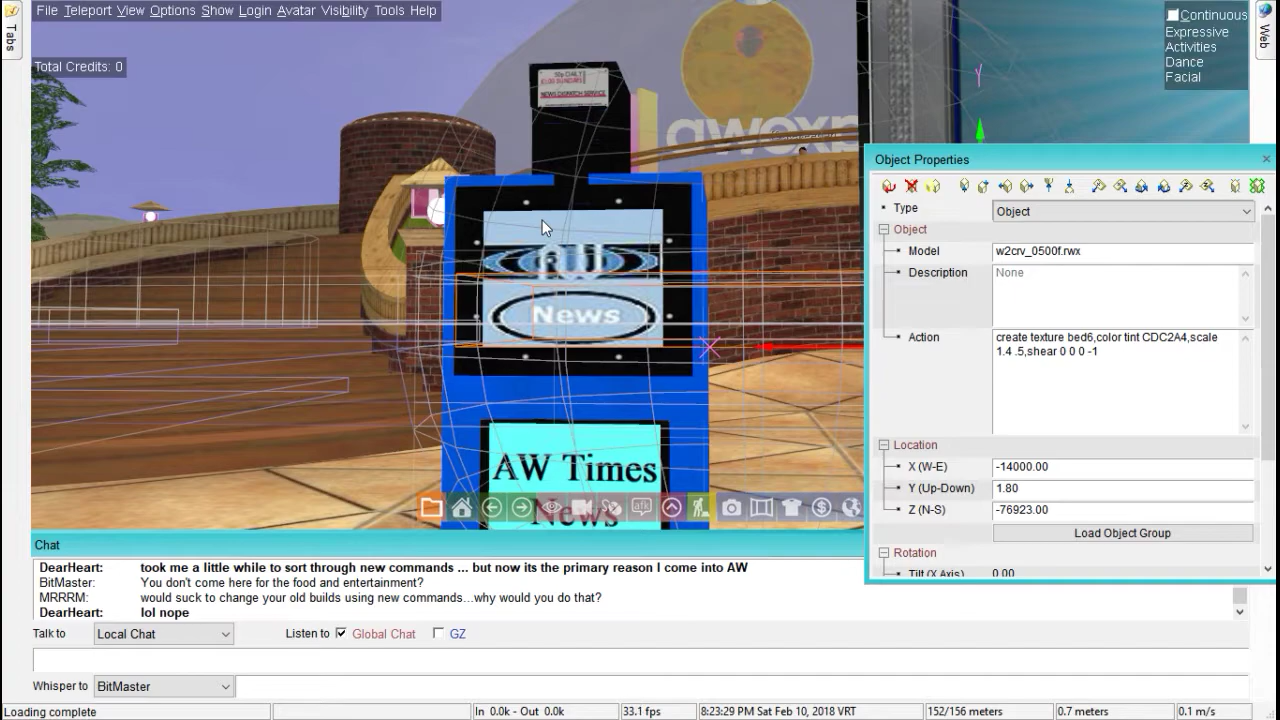 File Teleport View Options Show Login Avatar Visibility Tools Help
Continuous
Expressive
Activities
Dance
Facial
Tabs
Web
Total Credits: 0
NEWS DISPATCH SERVICE
awexp
Y
News
AW Times
News
afk
Object Properties
Type Object
Object
Model w2crv_0500f.rwx
Description None
Action create texture bed6,color tint CDC2A4,scale
1.4 .5,shear 0 0 0 -1
Location
X (W-E) -14000.00
Y (Up-Down) 1.80
Z (N-S) -76923.00
Load Object Group
Rotation
Tilt (X Axis) 0.00
Chat
DearHeart: took me a little while to sort through new commands ... but now its the primary reason I come into AW
BitMaster: You don't come here for the food and entertainment?
MRRRM: would suck to change your old builds using new commands...why would you do that?
DearHeart: lol nope
Talk to Local Chat Listen to Global Chat GZ
Whisper to BitMaster
Loading complete In 0.0k - Out 0.0k 33.1 fps 8:23:29 PM Sat Feb 10, 2018 VRT 152/156 meters 0.7 meters 0.1 m/s